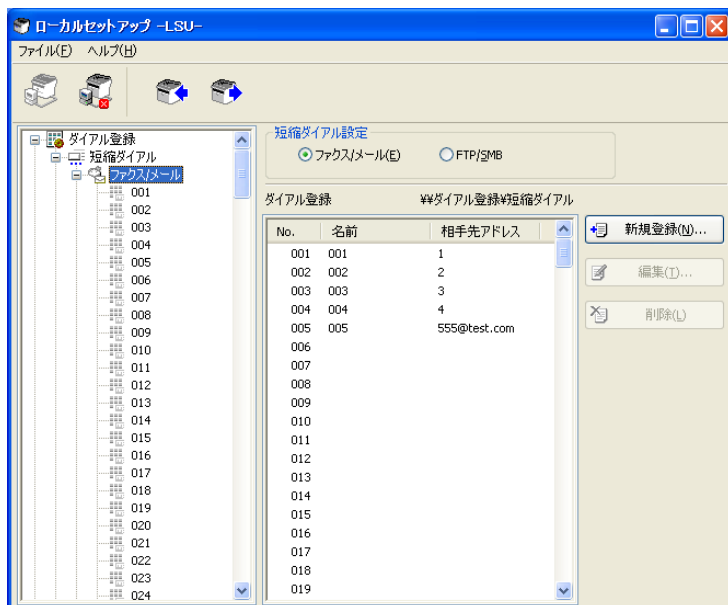 ローカルセットアップ -LSU-
ファイル(F) ヘルプ(H)
ダイアル登録
短縮ダイアル
ファクス/メール
001
002
003
004
005
006
007
008
009
010
011
012
013
014
015
016
017
018
019
020
021
022
023
024
短縮ダイアル設定
ファクス/メール(E) FTP/SMB
ダイアル登録 ¥¥ダイアル登録¥短縮ダイアル
No. 名前 相手先アドレス
001 001 1
002 002 2
003 003 3
004 004 4
005 005 555@test.com
006
007
008
009
010
011
012
013
014
015
016
017
018
019
新規登録(N)...
編集(T)...
削除(L)